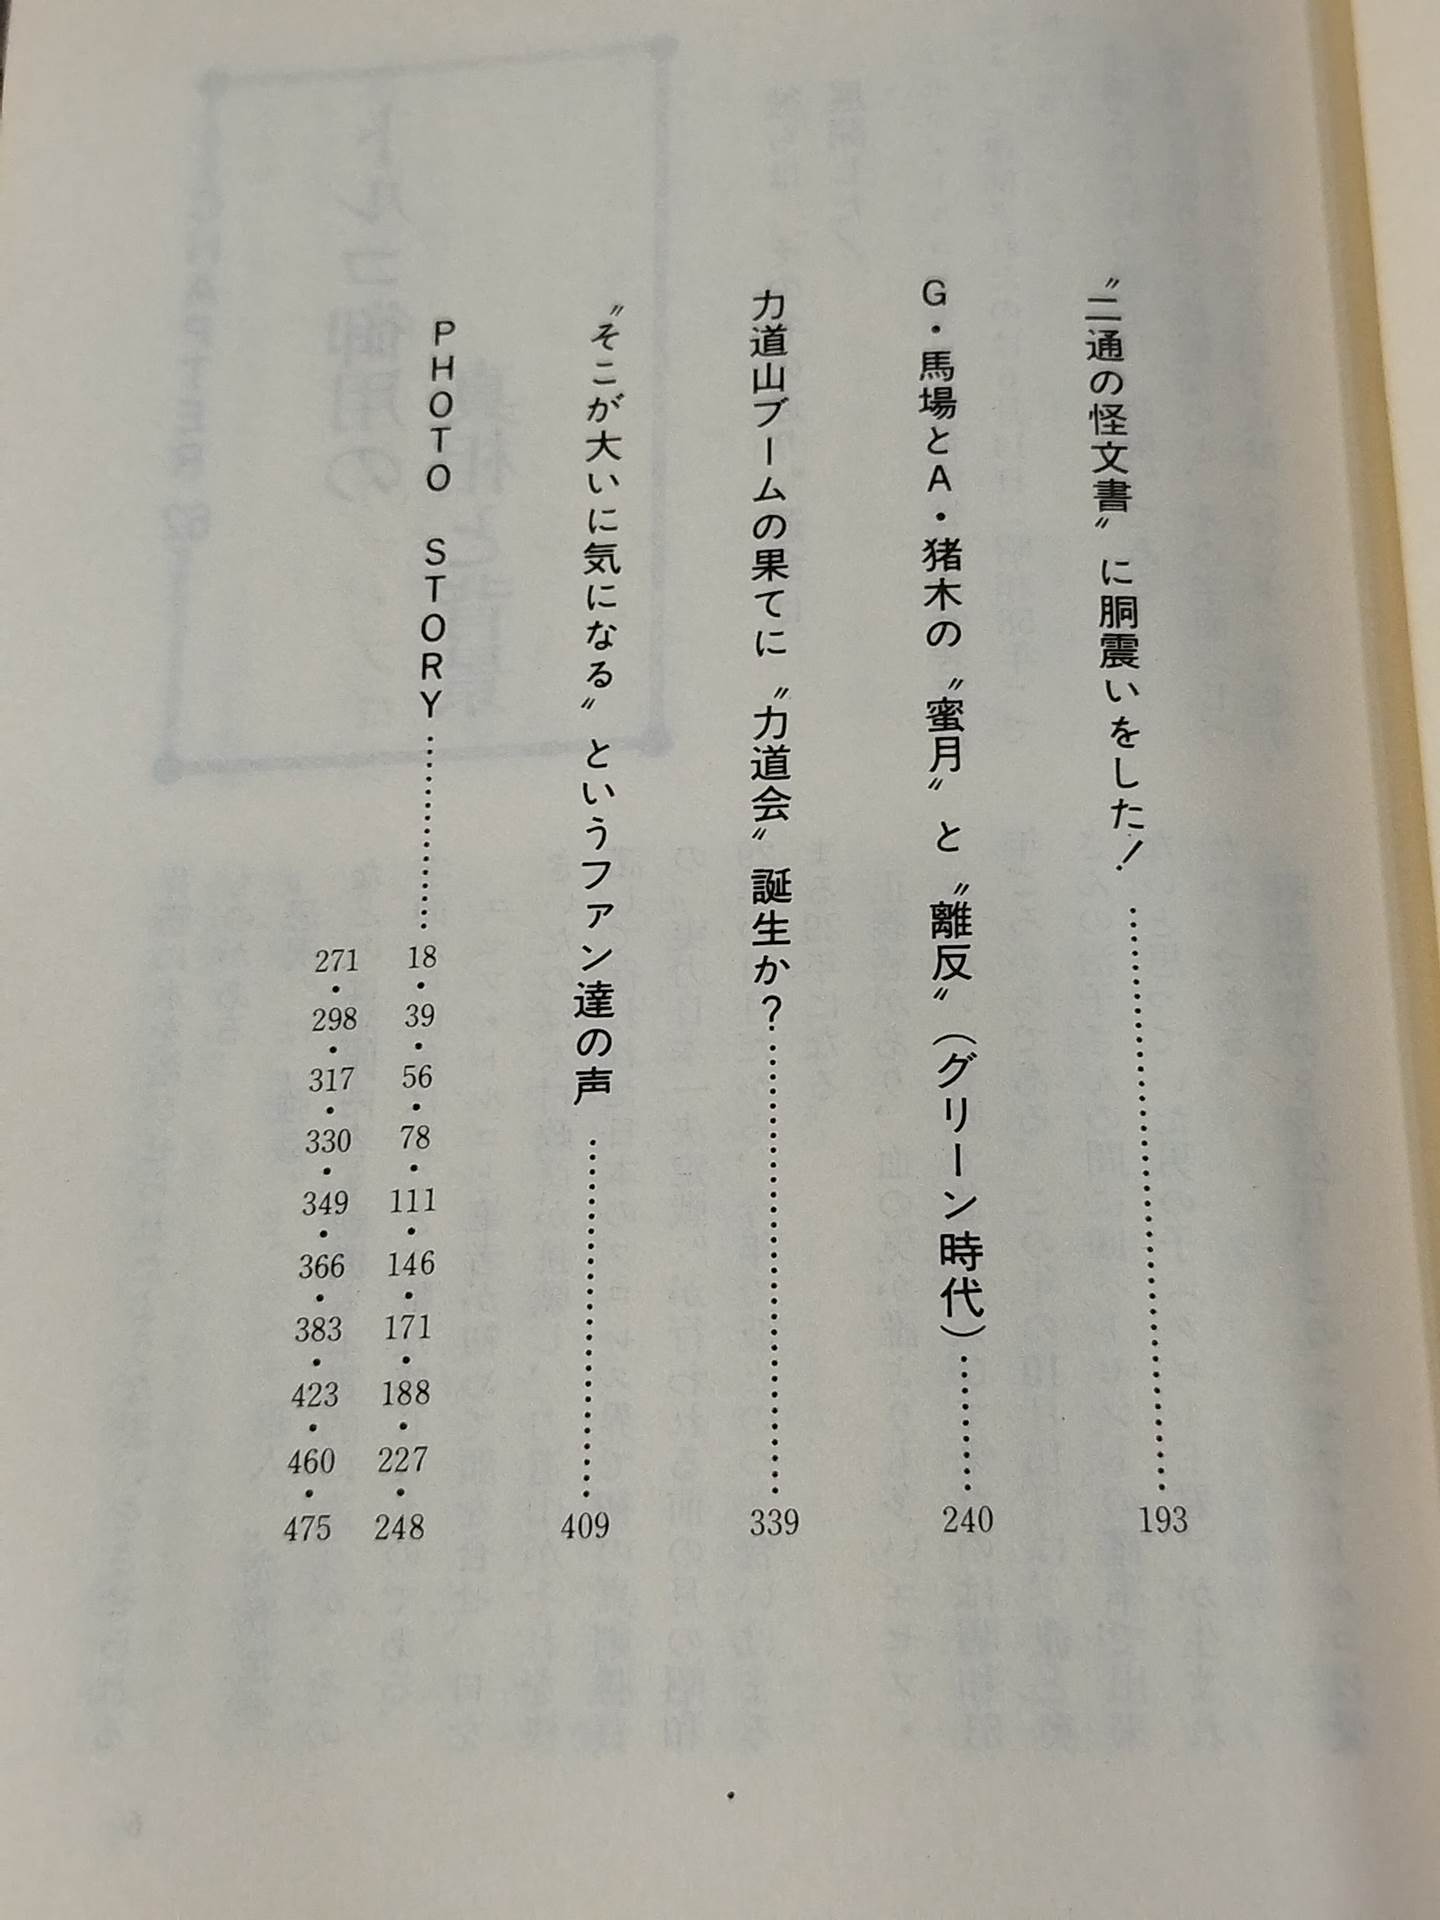 〝二通の怪文書〟に胴震いをした！…………193
G・馬場とA・猪木の〝蜜月〟と〝離反〟（グリーン時代）…………240
力道山ブームの果てに〝力道会〟誕生か？…………339
〝そこが大いに気になる〟というファン達の声…………409
PHOTO STORY…………18・39・56・78・111・146・171・188・227・248
271・298・317・330・349・366・383・423・460・475